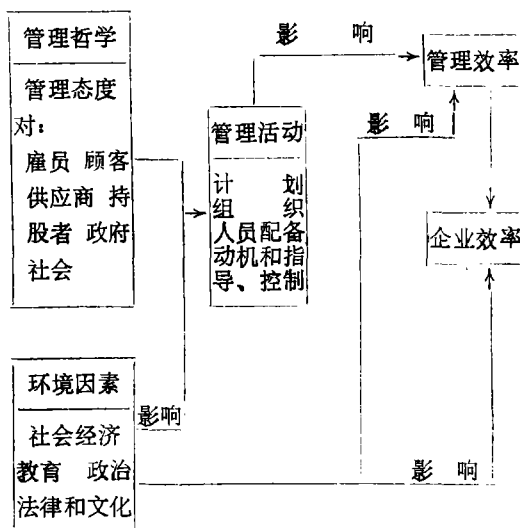 管理哲学
管理态度
对：
雇员 顾客
供应商 持
股者 政府
社会
影 响
管理活动
计 划
组 织
人员配备
动机和指
导、控制
管理效率
影 响
企业效率
环境因素
社会经济
教育 政治
法律和文化
影响
影 响